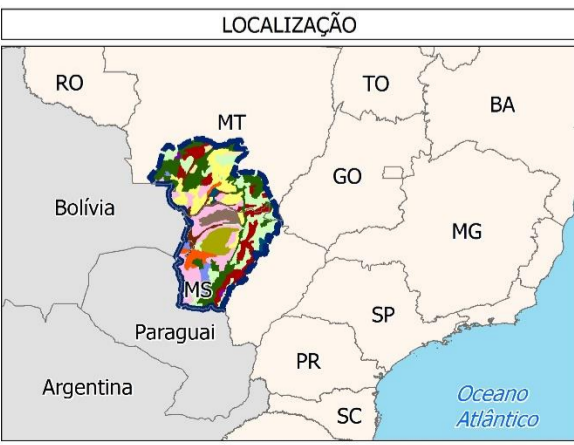 LOCALIZAÇÃO
RO
TO
BA
MT
GO
Bolívia
MG
MS
SP
Paraguai
PR
Argentina
Oceano
Atlântico
SC